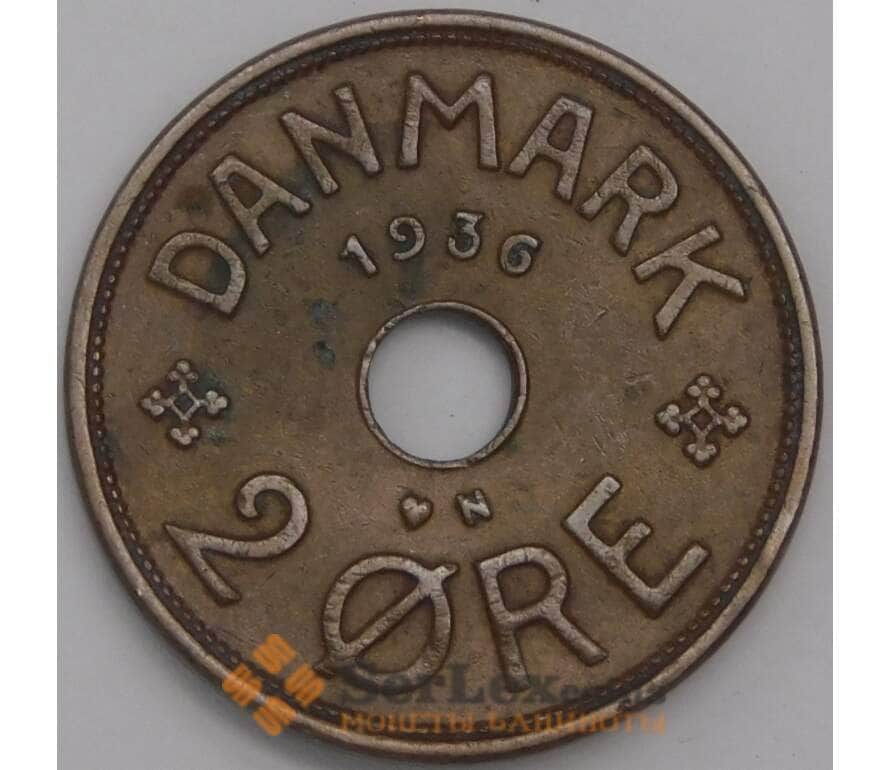 DANMARK
1936
N
2 ØRE
SerLex
МОНЕТЫ БАНКНОТЫ